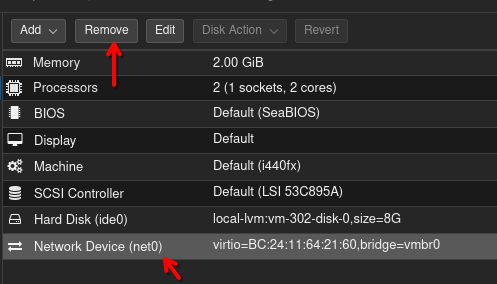 Add Remove Edit Disk Action Revert
Memory 2.00 GiB
Processors 2 (1 sockets, 2 cores)
BIOS Default (SeaBIOS)
Display Default
Machine Default (i440fx)
SCSI Controller Default (LSI 53C895A)
Hard Disk (ide0) local-lvm:vm-302-disk-0,size=8G
Network Device (net0) virtio=BC:24:11:64:21:60,bridge=vmbr0